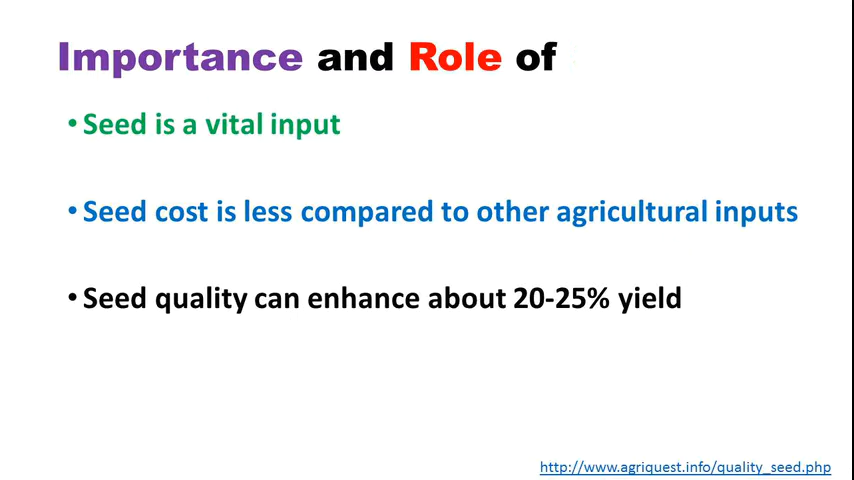 Importance and Role of
• Seed is a vital input
• Seed cost is less compared to other agricultural inputs
• Seed quality can enhance about 20-25% yield
http://www.agriquest.info/quality_seed.php